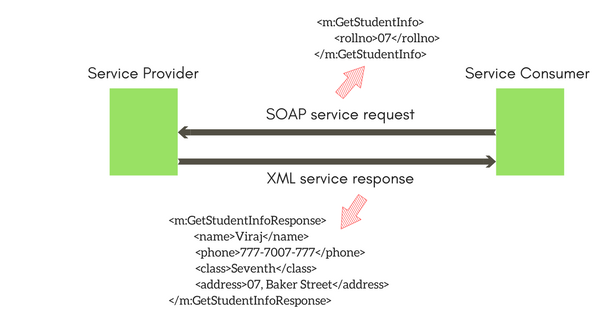 <m:GetStudentInfo>
<rollno>07</rollno>
</m:GetStudentInfo>
Service Provider
Service Consumer
SOAP service request
XML service response
<m:GetStudentInfoResponse>
<name>Viraj</name>
<phone>777-7007-777</phone>
<class>Seventh</class>
<address>07, Baker Street</address>
</m:GetStudentInfoResponse>